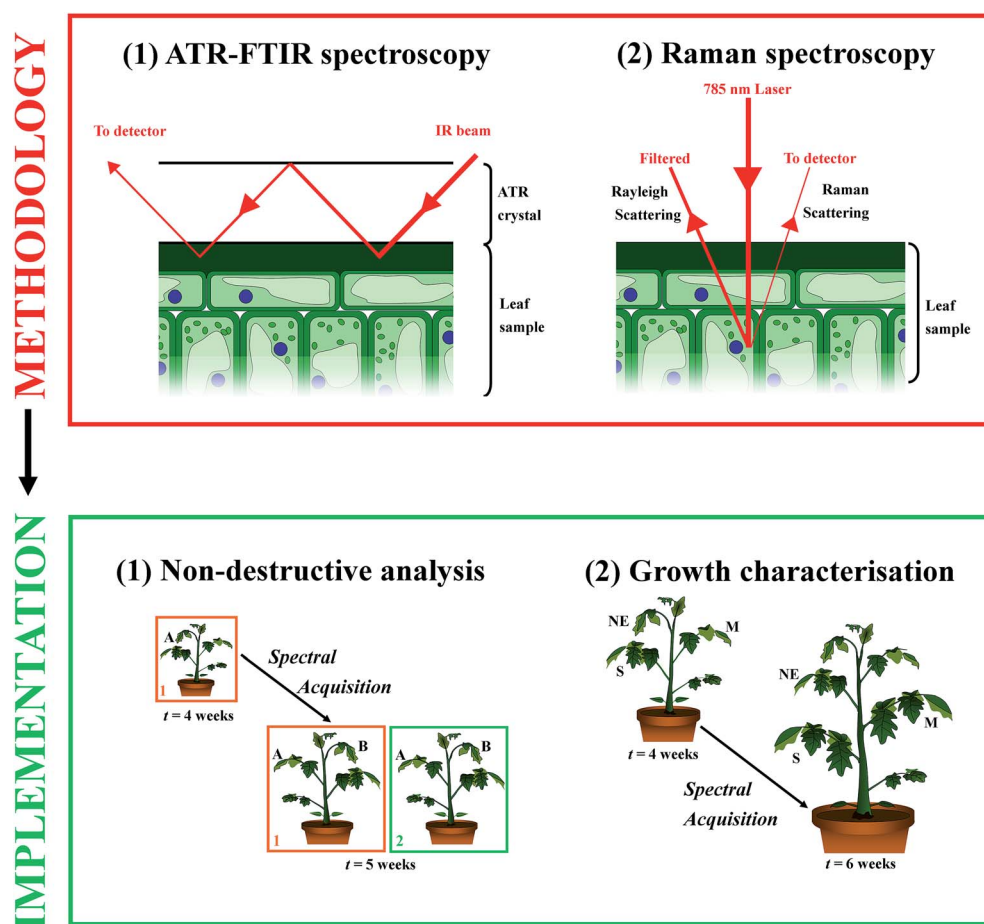 METHODOLOGY
(1) ATR-FTIR spectroscopy
To detector
IR beam
ATR
crystal
Leaf
sample
(2) Raman spectroscopy
785 nm Laser
Filtered
To detector
Rayleigh
Scattering
Raman
Scattering
Leaf
sample
IMPLEMENTATION
(1) Non-destructive analysis
A
1
t = 4 weeks
Spectral
Acquisition
A
B
1
A
B
2
t = 5 weeks
(2) Growth characterisation
NE
M
S
t = 4 weeks
Spectral
Acquisition
NE
M
S
t = 6 weeks